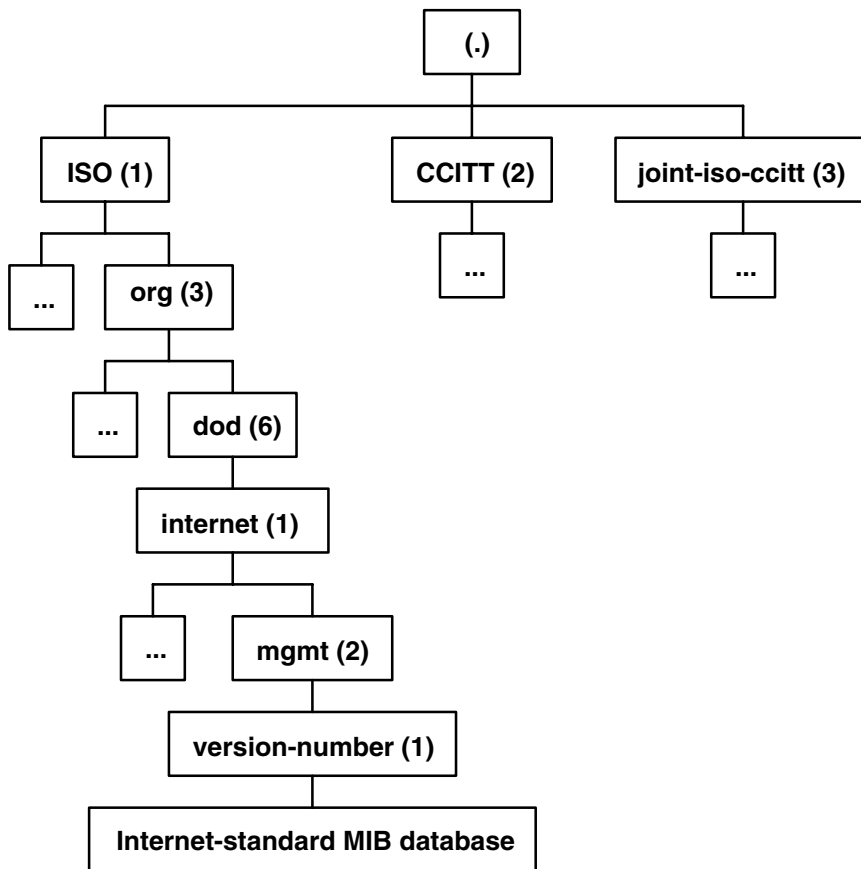 (.)
ISO (1)
CCITT (2)
joint-iso-ccitt (3)
...
org (3)
...
...
...
dod (6)
internet (1)
...
mgmt (2)
version-number (1)
Internet-standard MIB database